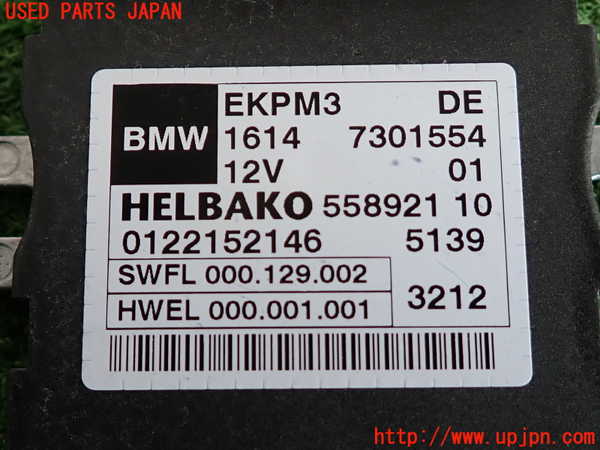 USED PARTS JAPAN
EKPM3 DE
BMW 1614 7301554
12V 01
HELBAKO 558921 10
0122152146 5139
SWFL 000.129.002
HWEL 000.001.001 3212
http://www.upjpn.com/